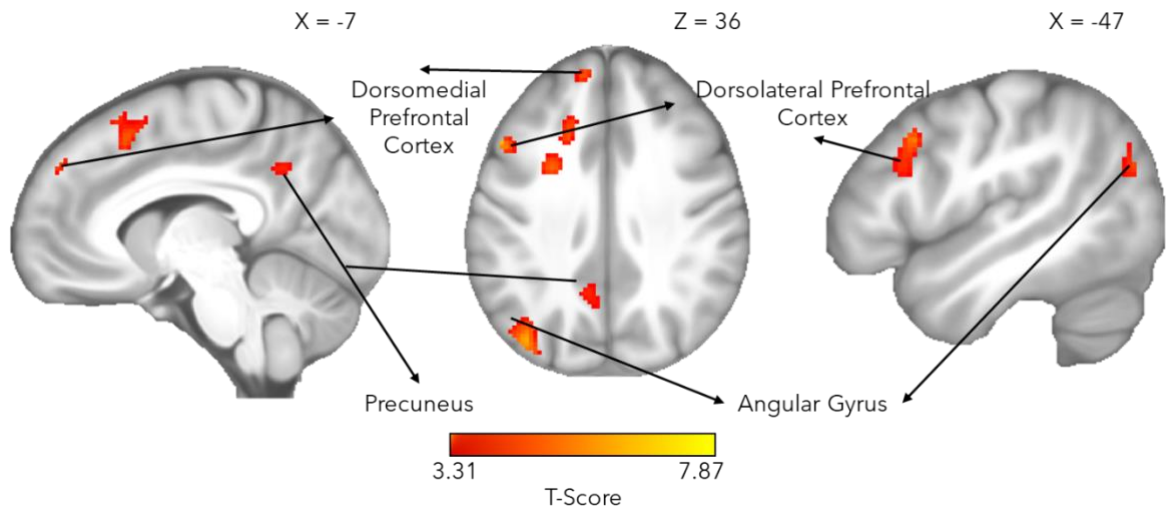 X = -7
Z = 36
X = -47
Dorsomedial
Prefrontal
Cortex
Dorsolateral Prefrontal
Cortex
Precuneus
Angular Gyrus
3.31
7.87
T-Score